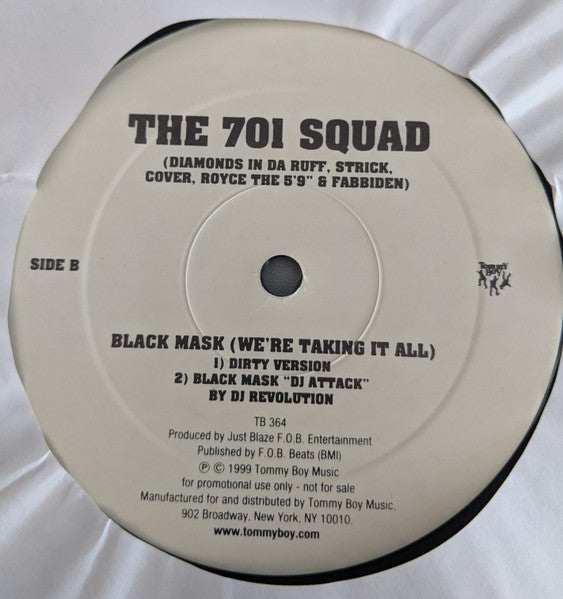 THE 701 SQUAD
(DIAMONDS IN DA RUFF, STRICK,
COVER, ROYCE THE 5'9" & FABBIDEN)
SIDE B
TOMMY
BOY
BLACK MASK (WE'RE TAKING IT ALL)
1) DIRTY VERSION
2) BLACK MASK "DJ ATTACK"
BY DJ REVOLUTION
TB 364
Produced by Just Blaze F.O.B. Entertainment
Published by F.O.B. Beats (BMI)
℗ © 1999 Tommy Boy Music
for promotional use only - not for sale
Manufactured for and distributed by Tommy Boy Music,
902 Broadway, New York, NY 10010.
www.tommyboy.com